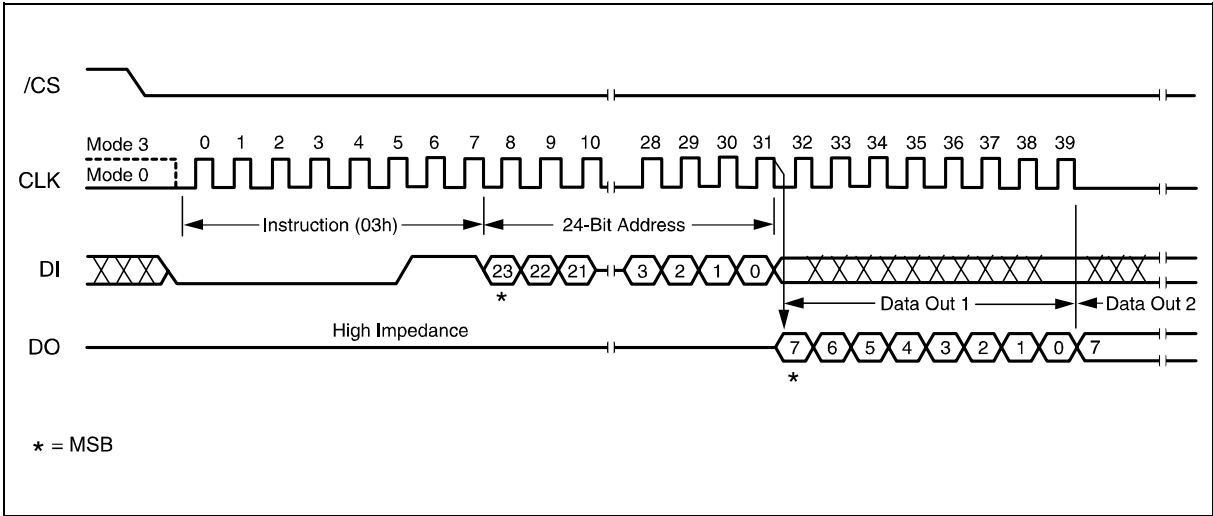 /CS
Mode 3 0 1 2 3 4 5 6 7 8 9 10 28 29 30 31 32 33 34 35 36 37 38 39
CLK Mode 0
Instruction (03h) 24-Bit Address
DI 23 22 21 3 2 1 0
*
Data Out 1 Data Out 2
High Impedance
DO 7 6 5 4 3 2 1 0 7
*
* = MSB